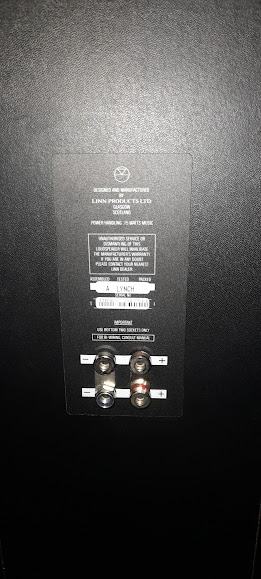 DESIGNED AND MANUFACTURED
BY
LINN PRODUCTS LTD
GLASGOW
SCOTLAND
POWER HANDLING 75 WATTS MUSIC
UNAUTHORISED SERVICE OR
DISMANTLING OF THIS
LOUDSPEAKER WILL INVALIDATE
THE MANUFACTURER'S WARRANTY
IF YOU ARE IN ANY DOUBT
PLEASE CONTACT YOUR NEAREST
LINN DEALER
ASSEMBLED TESTED PACKED
A LYNCH
SERIAL NO
IMPORTANT
USE BOTTOM TWO SOCKETS ONLY
FOR BI-WIRING, CONSULT MANUAL
- +
- +